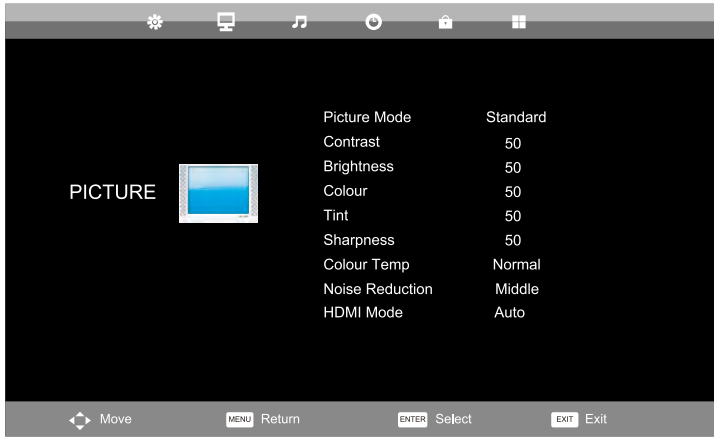 PICTURE
Picture Mode Standard
Contrast 50
Brightness 50
Colour 50
Tint 50
Sharpness 50
Colour Temp Normal
Noise Reduction Middle
HDMI Mode Auto
Move MENU Return ENTER Select EXIT Exit